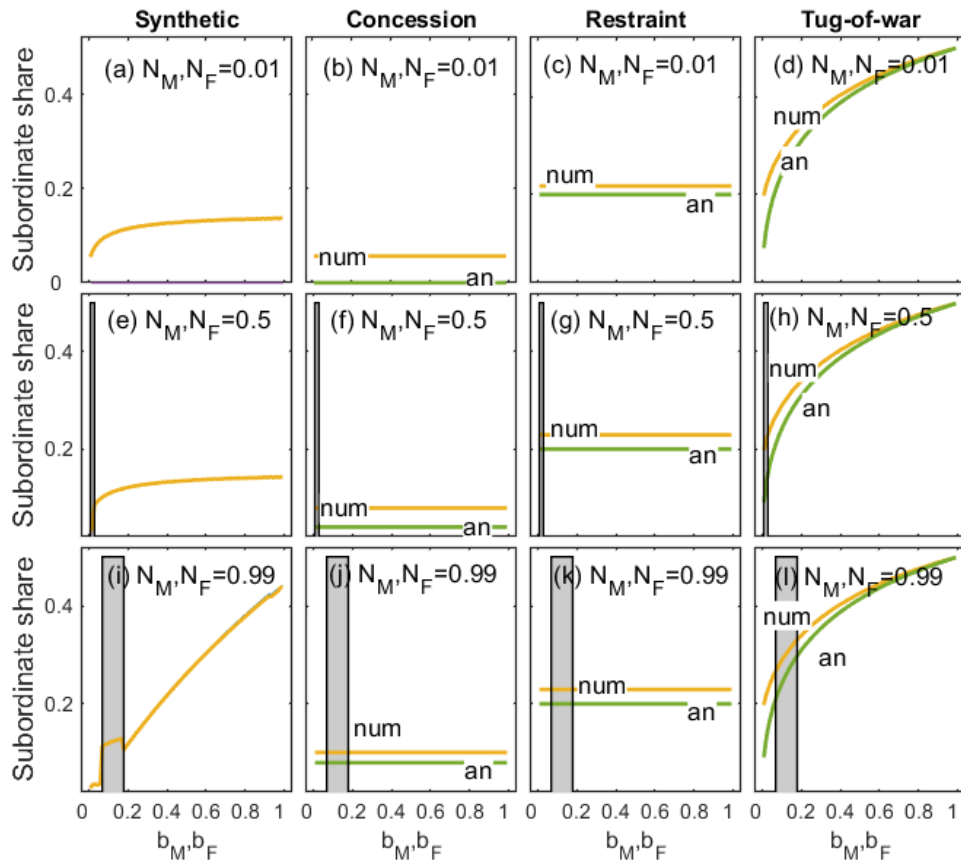 Synthetic Concession Restraint Tug-of-war
(a) N_M,N_F=0.01 (b) N_M,N_F=0.01 (c) N_M,N_F=0.01 (d) N_M,N_F=0.01
Subordinate share
0.4
0.2
0
num
an
num
an
num
an
(e) N_M,N_F=0.5 (f) N_M,N_F=0.5 (g) N_M,N_F=0.5 (h) N_M,N_F=0.5
Subordinate share
0.4
0.2
num
an
num
an
num
an
(i) N_M,N_F=0.99 (j) N_M,N_F=0.99 (k) N_M,N_F=0.99 (l) N_M,N_F=0.99
Subordinate share
0.4
0.2
num
an
num
an
num
an
0 0.2 0.4 0.6 0.8 1 0 0.2 0.4 0.6 0.8 1 0 0.2 0.4 0.6 0.8 1 0 0.2 0.4 0.6 0.8 1
b_M,b_F b_M,b_F b_M,b_F b_M,b_F